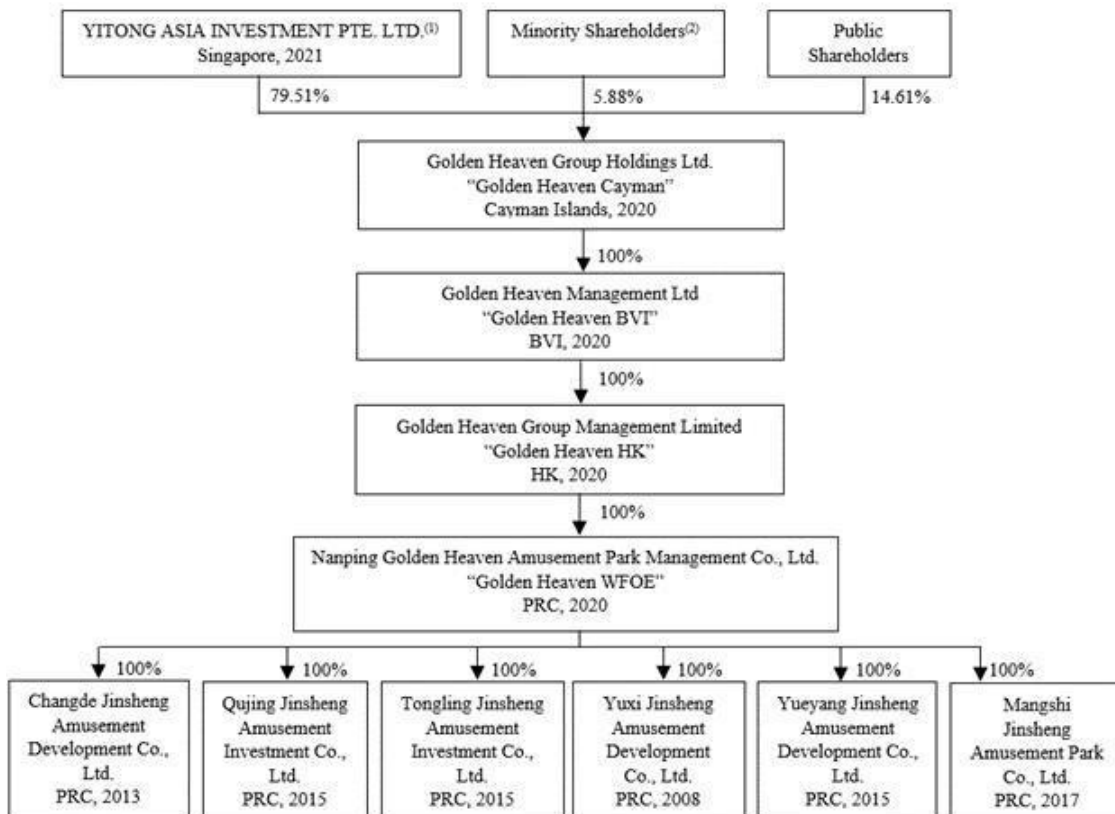 YITONG ASIA INVESTMENT PTE. LTD.(1)
Singapore, 2021
Minority Shareholders(2)
Public
Shareholders
79.51%
5.88%
14.61%
Golden Heaven Group Holdings Ltd.
“Golden Heaven Cayman”
Cayman Islands, 2020
100%
Golden Heaven Management Ltd
“Golden Heaven BVI”
BVI, 2020
100%
Golden Heaven Group Management Limited
“Golden Heaven HK”
HK, 2020
100%
Nanping Golden Heaven Amusement Park Management Co., Ltd.
“Golden Heaven WFOE”
PRC, 2020
100%
Changde Jinsheng
Amusement
Development Co.,
Ltd.
PRC, 2013
100%
Qujing Jinsheng
Amusement
Investment Co.,
Ltd.
PRC, 2015
100%
Tongling Jinsheng
Amusement
Investment Co.,
Ltd.
PRC, 2015
100%
Yuxi Jinsheng
Amusement
Development
Co., Ltd.
PRC, 2008
100%
Yueyang Jinsheng
Amusement
Development Co.,
Ltd.
PRC, 2015
100%
Mangshi
Jinsheng
Amusement Park
Co., Ltd.
PRC, 2017